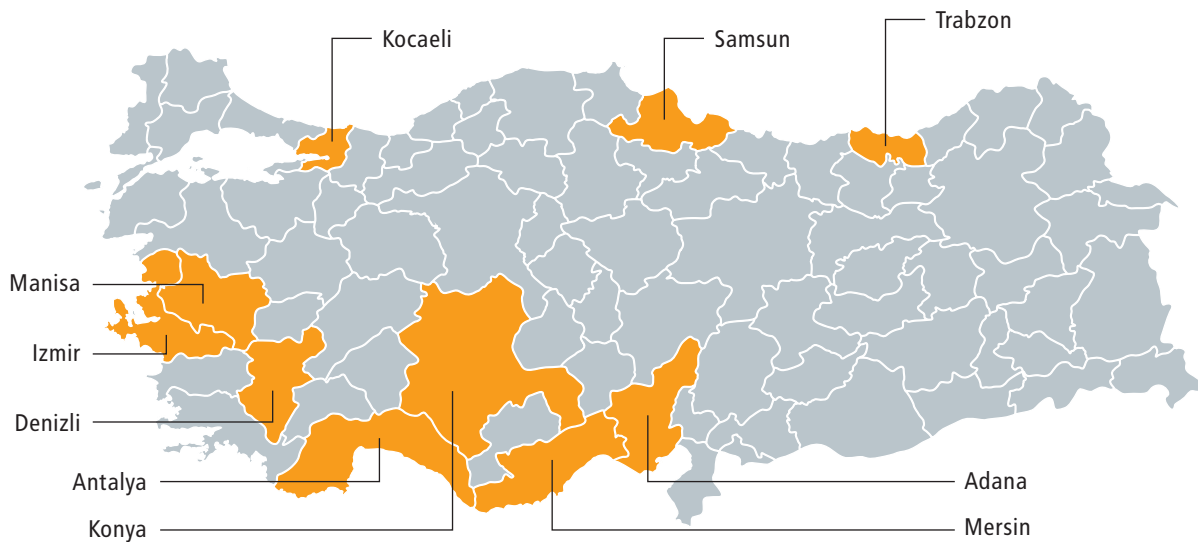 Trabzon
Kocaeli
Samsun
Manisa
Izmir
Denizli
Antalya
Adana
Konya
Mersin